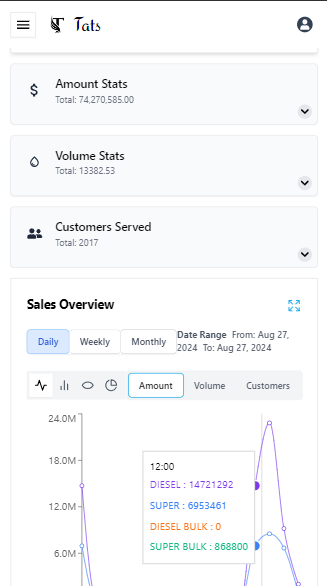 Tats
Amount Stats
Total: 74,270,585.00
Volume Stats
Total: 13382.53
Customers Served
Total: 2017
Sales Overview
Daily Weekly Monthly Date Range From: Aug 27,
2024 To: Aug 27, 2024
Amount Volume Customers
24.0M
18.0M
12.0M
6.0M
12:00
DIESEL : 14721292
SUPER : 6953461
DIESEL BULK : 0
SUPER BULK : 868800